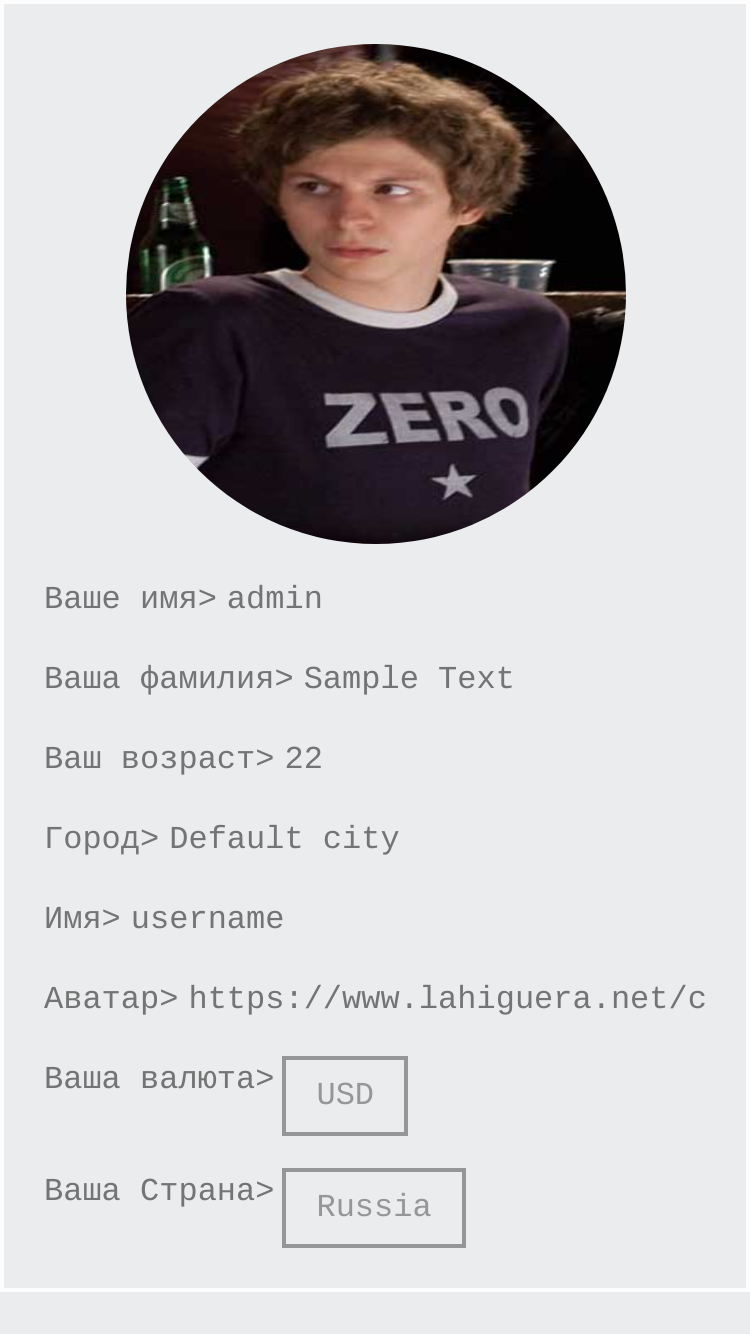 ZERO
Ваше имя> admin
Ваша фамилия> Sample Text
Ваш возраст> 22
Город> Default city
Имя> username
Аватар> https://www.lahiguera.net/c
Ваша валюта> USD
Ваша Страна> Russia